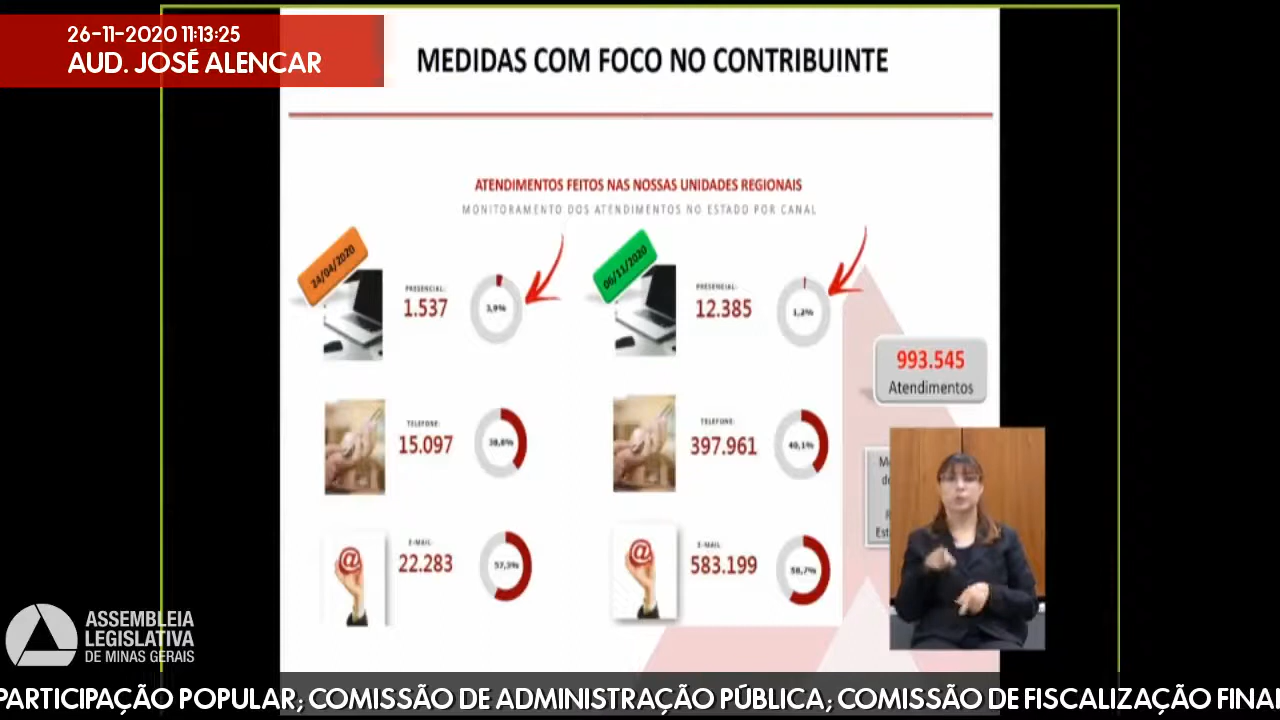 26-11-2020 11:13:25
AUD. JOSÉ ALENCAR
MEDIDAS COM FOCO NO CONTRIBUINTE
ATENDIMENTOS FEITOS NAS NOSSAS UNIDADES REGIONAIS
MONITORAMENTO DOS ATENDIMENTOS NO ESTADO POR CANAL
24/04/2020
PRESENCIAL:
1.537
3,9%
06/11/2020
PRESENCIAL:
12.385
1,2%
993.545
Atendimentos
TELEFONE:
15.097
38,8%
TELEFONE:
397.961
40,1%
E-MAIL:
22.283
57,3%
E-MAIL:
583.199
58,7%
@
@
ASSEMBLEIA
LEGISLATIVA
DE MINAS GERAIS
PARTICIPAÇÃO POPULAR; COMISSÃO DE ADMINISTRAÇÃO PÚBLICA; COMISSÃO DE FISCALIZAÇÃO FINA